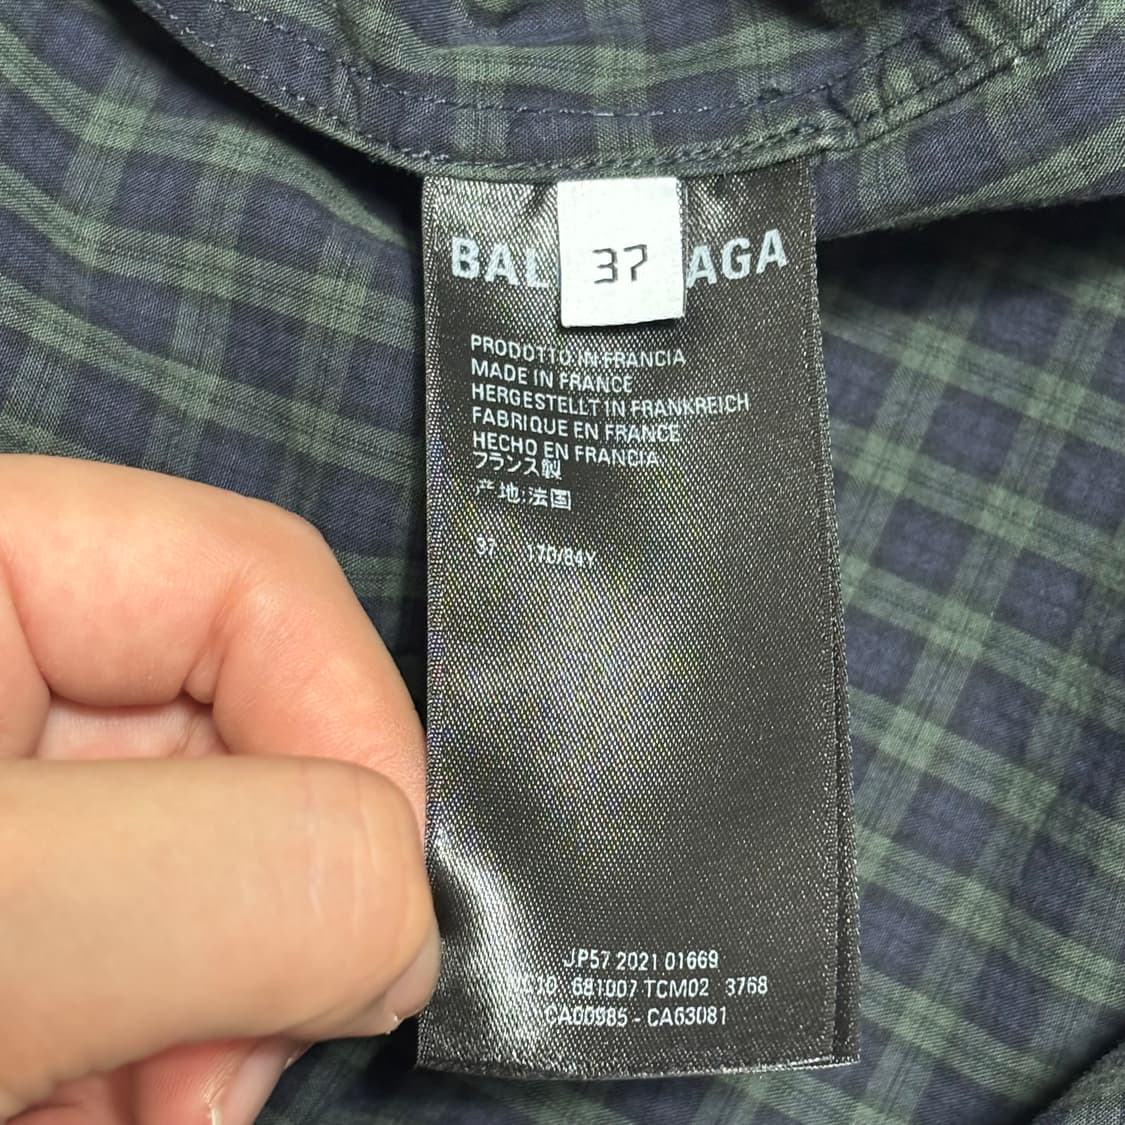 BAL AGA
37
PRODOTTO IN FRANCIA
MADE IN FRANCE
HERGESTELLT IN FRANKREICH
FABRIQUE EN FRANCE
HECHO EN FRANCIA
フランス製
产地:法国
37 170/84Y
JP57 2021 01669
681007 TCM02 3768
CA00985 - CA63081